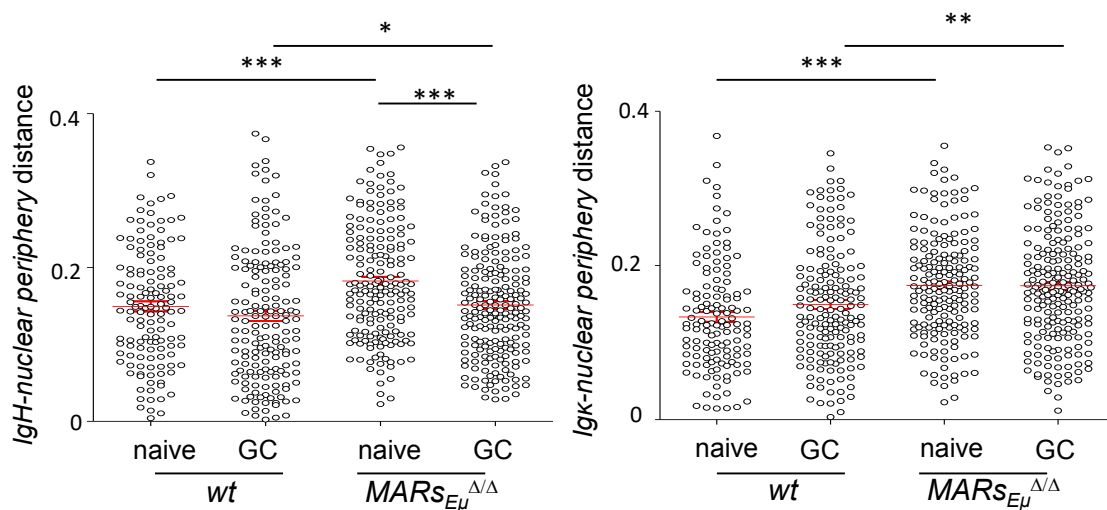 *
***
***
IgH-nuclear periphery distance
0.4
0.2
0
naive GC naive GC
wt MARsEμΔ/Δ
**
***
Igκ-nuclear periphery distance
0.4
0.2
0
naive GC naive GC
wt MARsEμΔ/Δ